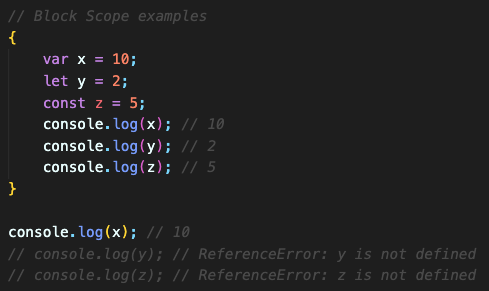 // Block Scope examples
{
    var x = 10;
    let y = 2;
    const z = 5;
    console.log(x); // 10
    console.log(y); // 2
    console.log(z); // 5
}

console.log(x); // 10
// console.log(y); // ReferenceError: y is not defined
// console.log(z); // ReferenceError: z is not defined